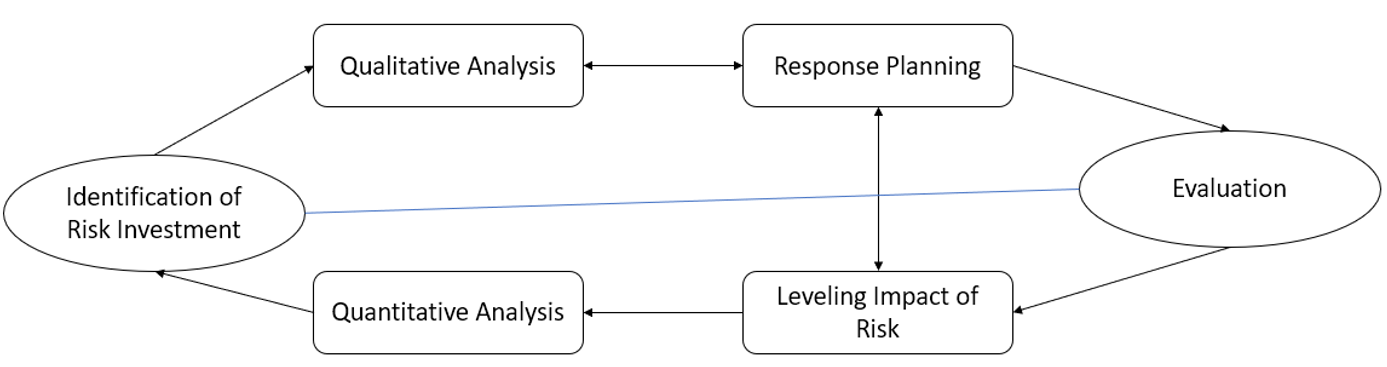 Qualitative Analysis
Response Planning
Identification of
Risk Investment
Evaluation
Quantitative Analysis
Leveling Impact of
Risk